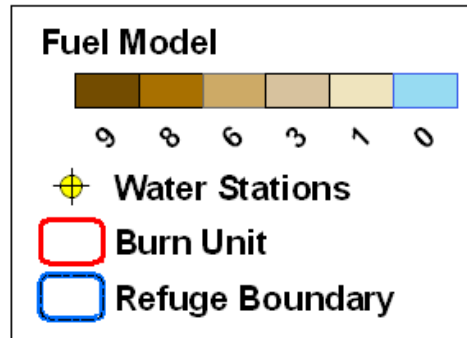 Fuel Model
9 8 6 3 1 0
Water Stations
Burn Unit
Refuge Boundary